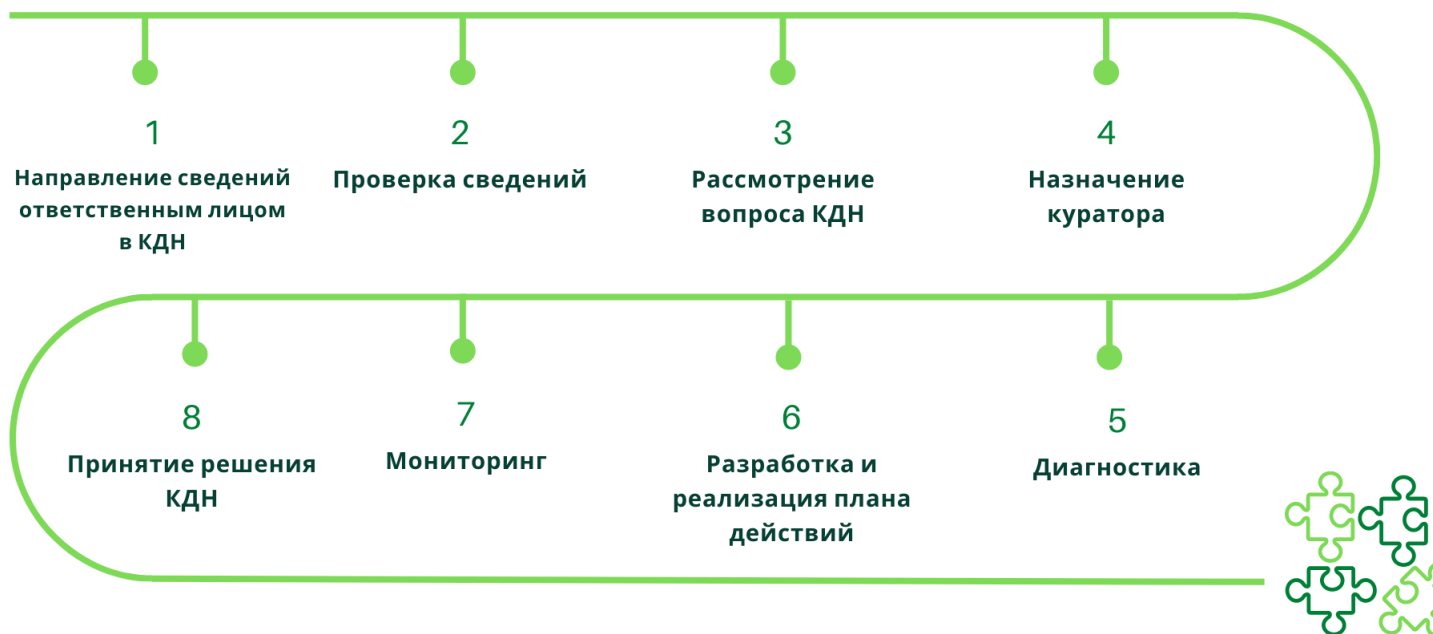 1
Направление сведений
ответственным лицом
в КДН
2
Проверка сведений
3
Рассмотрение
вопроса КДН
4
Назначение
куратора
5
Диагностика
6
Разработка и
реализация плана
действий
7
Мониторинг
8
Принятие решения
КДН